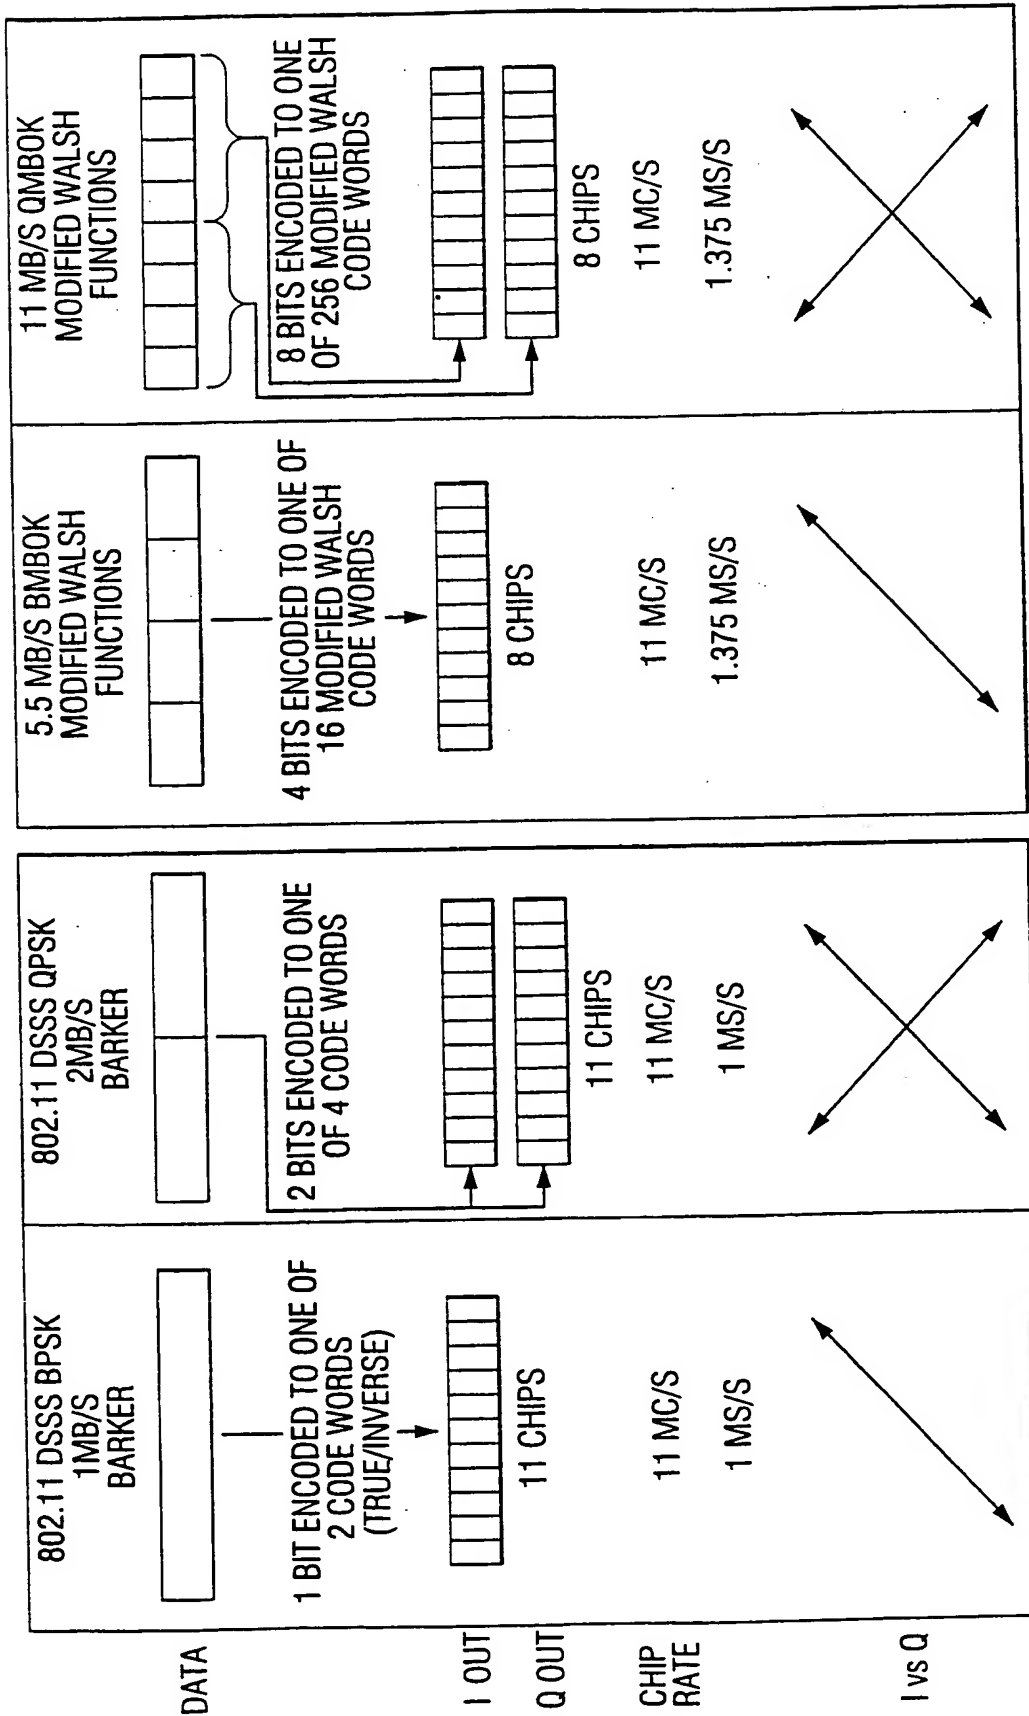 802.11 DSSS BPSK
1MB/S
BARKER
802.11 DSSS QPSK
2MB/S
BARKER
5.5 MB/S BMBOK
MODIFIED WALSH
FUNCTIONS
11 MB/S QMBOK
MODIFIED WALSH
FUNCTIONS
DATA
1 BIT ENCODED TO ONE OF
2 CODE WORDS
(TRUE/INVERSE)
2 BITS ENCODED TO ONE
OF 4 CODE WORDS
4 BITS ENCODED TO ONE OF
16 MODIFIED WALSH
CODE WORDS
8 BITS ENCODED TO ONE
OF 256 MODIFIED WALSH
CODE WORDS
I OUT
Q OUT
11 CHIPS
11 CHIPS
8 CHIPS
8 CHIPS
CHIP
RATE
11 MC/S
11 MC/S
11 MC/S
11 MC/S
1 MS/S
1 MS/S
1.375 MS/S
1.375 MS/S
I vs Q